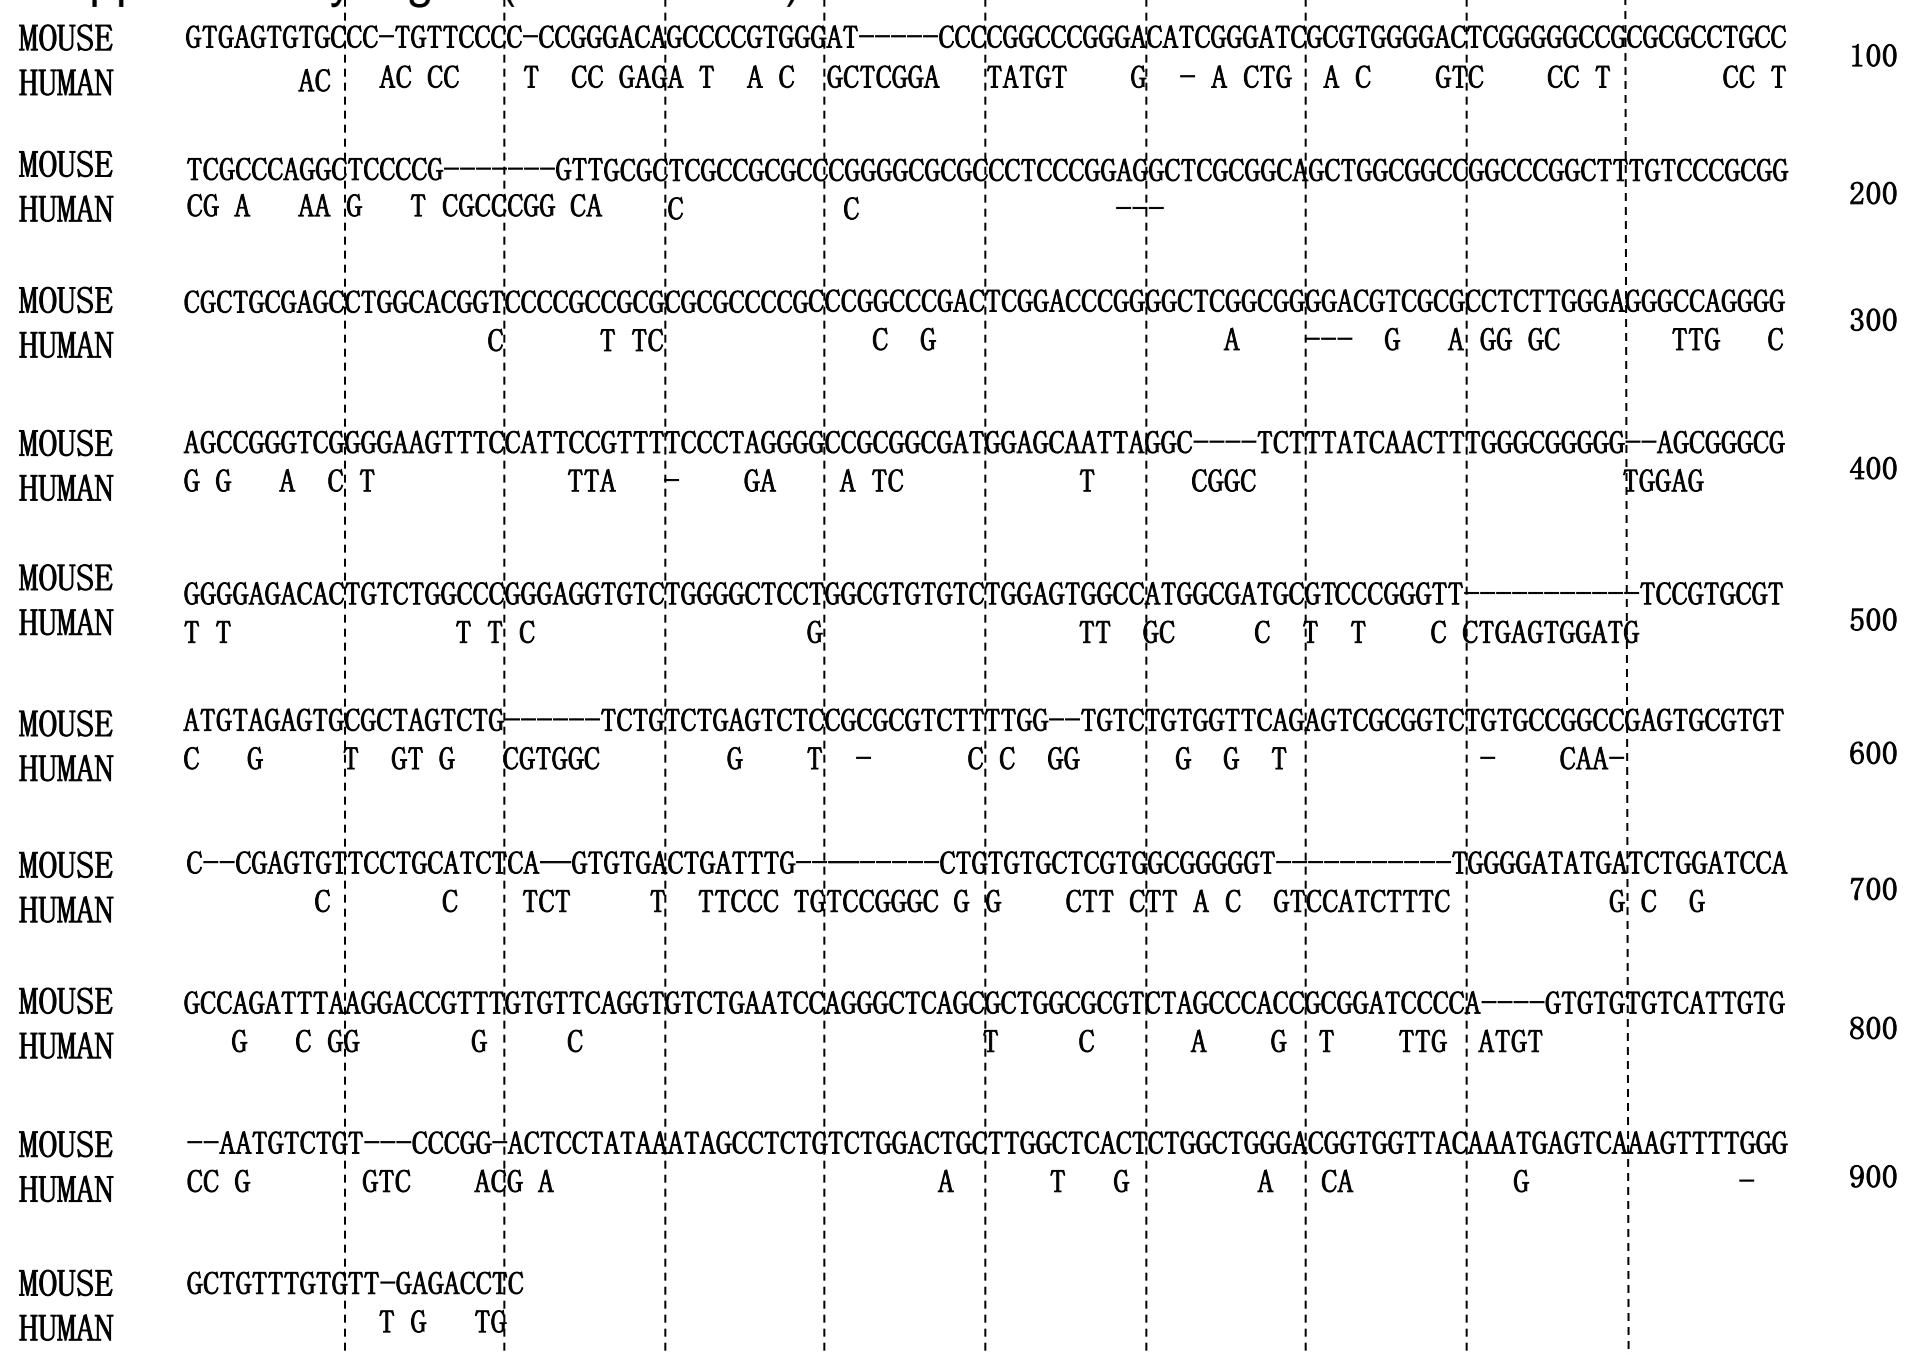 MOUSE GTGAGTGTGCCCC-TGTTCCCC-CCGGGACAGCCCCGTGGGAT-----CCCCGGCCCGGGACATCGGGATCGCGTGGGGACTCGGGGGCCGCGCGCCTGCC 100
HUMAN AC AC CC T CC GAGA T A C GCTCGGA TATGT G - A CTG A C GTC CC T CC T
MOUSE TCGCCCAGGCTCCCCG-------GTTGCGCTCGCCGCGCCCGGGGCGCGCCCTCCCGGAGGCTCGCGGCAGCTGGCGGCCGGCCCGGCTTTGTCCCGCGG 200
HUMAN CG A AA G T CGCCCGG CA C C ---
MOUSE CGCTGCGAGCCTGGCACGGTCCCCGCCGCGCGCGCCCCGCCCGGCCCGACTCGGACCCGGGGCTCGGCGGGGACGTCGCGCCTCTTGGGAGGGCCAGGGG 300
HUMAN C T TC C G A --- G A GG GC TTG C
MOUSE AGCCGGGTCGGGGAAGTTTCCATTCCGTTTTCCCTAGGGGCCGCGGCGATGGAGCAATTAGGC----TCTTTATCAACTTTGGGCGGGGG--AGCGGGCG 400
HUMAN G G A C T TTA - GA A TC T CGGC TGGAG
MOUSE GGGGAGACACTGTCTGGCCCGGGAGGTGTCTGGGGCTCCTGGCGTGTGTCTGGAGTGGCCATGGCGATGCGTCCCGGGTT-----------TCCGTGCGT 500
HUMAN T T T T C G TT GC C T T C CTGAGTGGATG
MOUSE ATGTAGAGTGCGCTAGTCTG------TCTGTCTGAGTCTCCGCGCGTCTTTTGG--TGTCTGTGGTTCAGAGTCGCGGTCTGTGCCGGCCGAGTGCGTGT 600
HUMAN C G T GT G CGTGGC G T - C C GG G G T - CAA-
MOUSE C--CGAGTGTTCCTGCATCTCA--GTGTGACTGATTTG---------CTGTGTGCTCGTGGCGGGGGT-----------TGGGGATATGATCTGGATCCA 700
HUMAN C C TCT T TTCCC TGTCCGGGC G G CTT CTT A C GTCCATCTTTC G C G
MOUSE GCCAGATTTAAGGACCGTTTGTGTTCAGGTGTCTGAATCCAGGGCTCAGCGCTGGCGCGTCTAGCCCACCGCGGATCCCCA----GTGTGTGTCATTGTG 800
HUMAN G C GG G C T C A G T TTG ATGT
MOUSE --AATGTCTGT---CCCGG-ACTCCTATAAATAGCCTCTGTCTGGACTGCTTGGCTCACTCTGGCTGGGACGGTGGTTACAAATGAGTCAAAGTTTTGGG 900
HUMAN CC G GTC ACG A A T G A CA G -
MOUSE GCTGTTTGTGTT-GAGACCTC
HUMAN T G TG